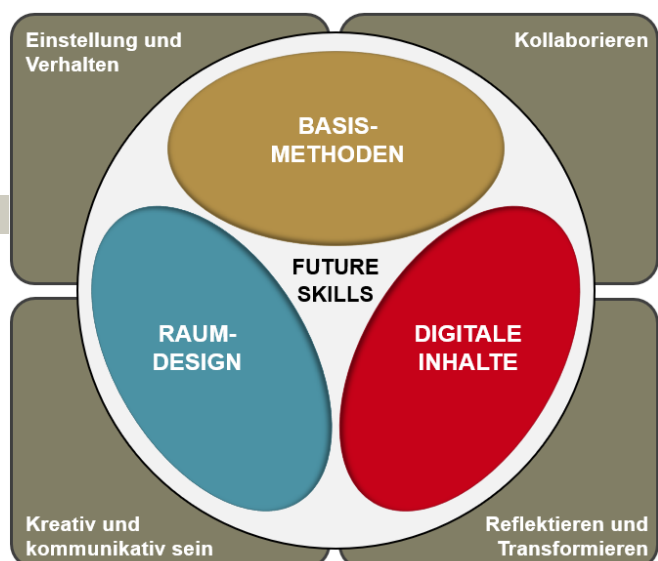 Einstellung und
Verhalten
Kollaborieren
BASIS-
METHODEN
FUTURE
SKILLS
RAUM-
DESIGN
DIGITALE
INHALTE
Kreativ und
kommunikativ sein
Reflektieren und
Transformieren